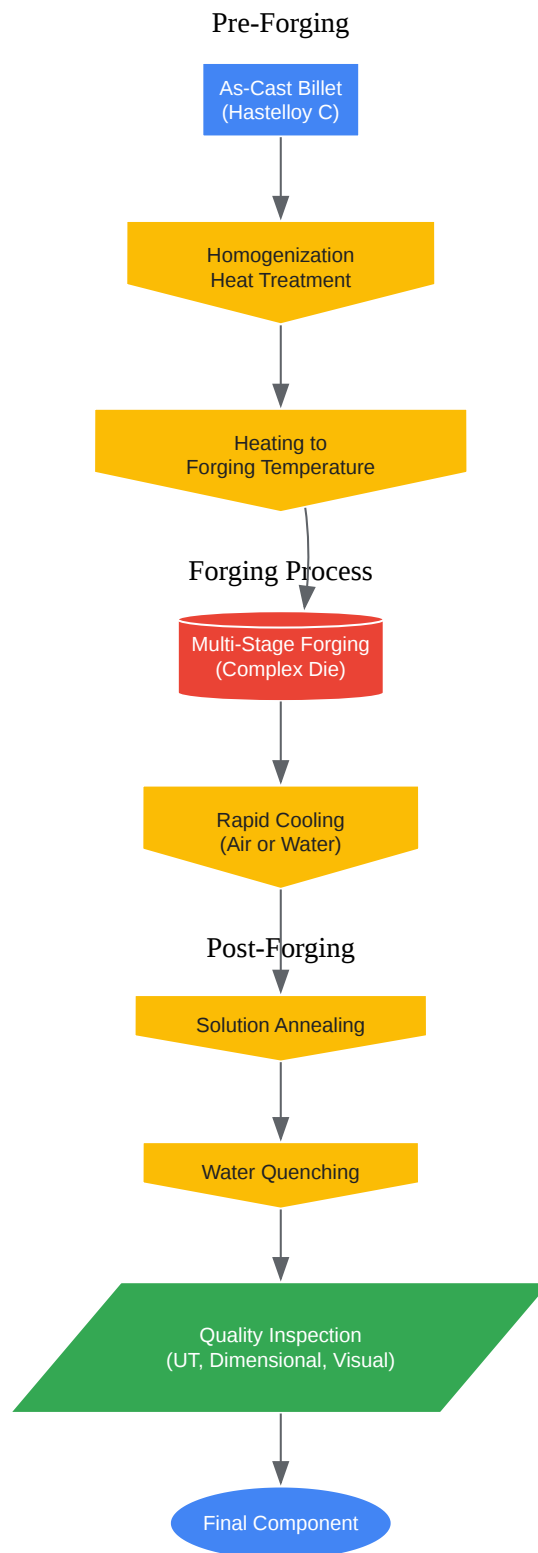 Pre-Forging
As-Cast Billet
(Hastelloy C)
Homogenization
Heat Treatment
Heating to
Forging Temperature
Forging Process
Multi-Stage Forging
(Complex Die)
Rapid Cooling
(Air or Water)
Post-Forging
Solution Annealing
Water Quenching
Quality Inspection
(UT, Dimensional, Visual)
Final Component